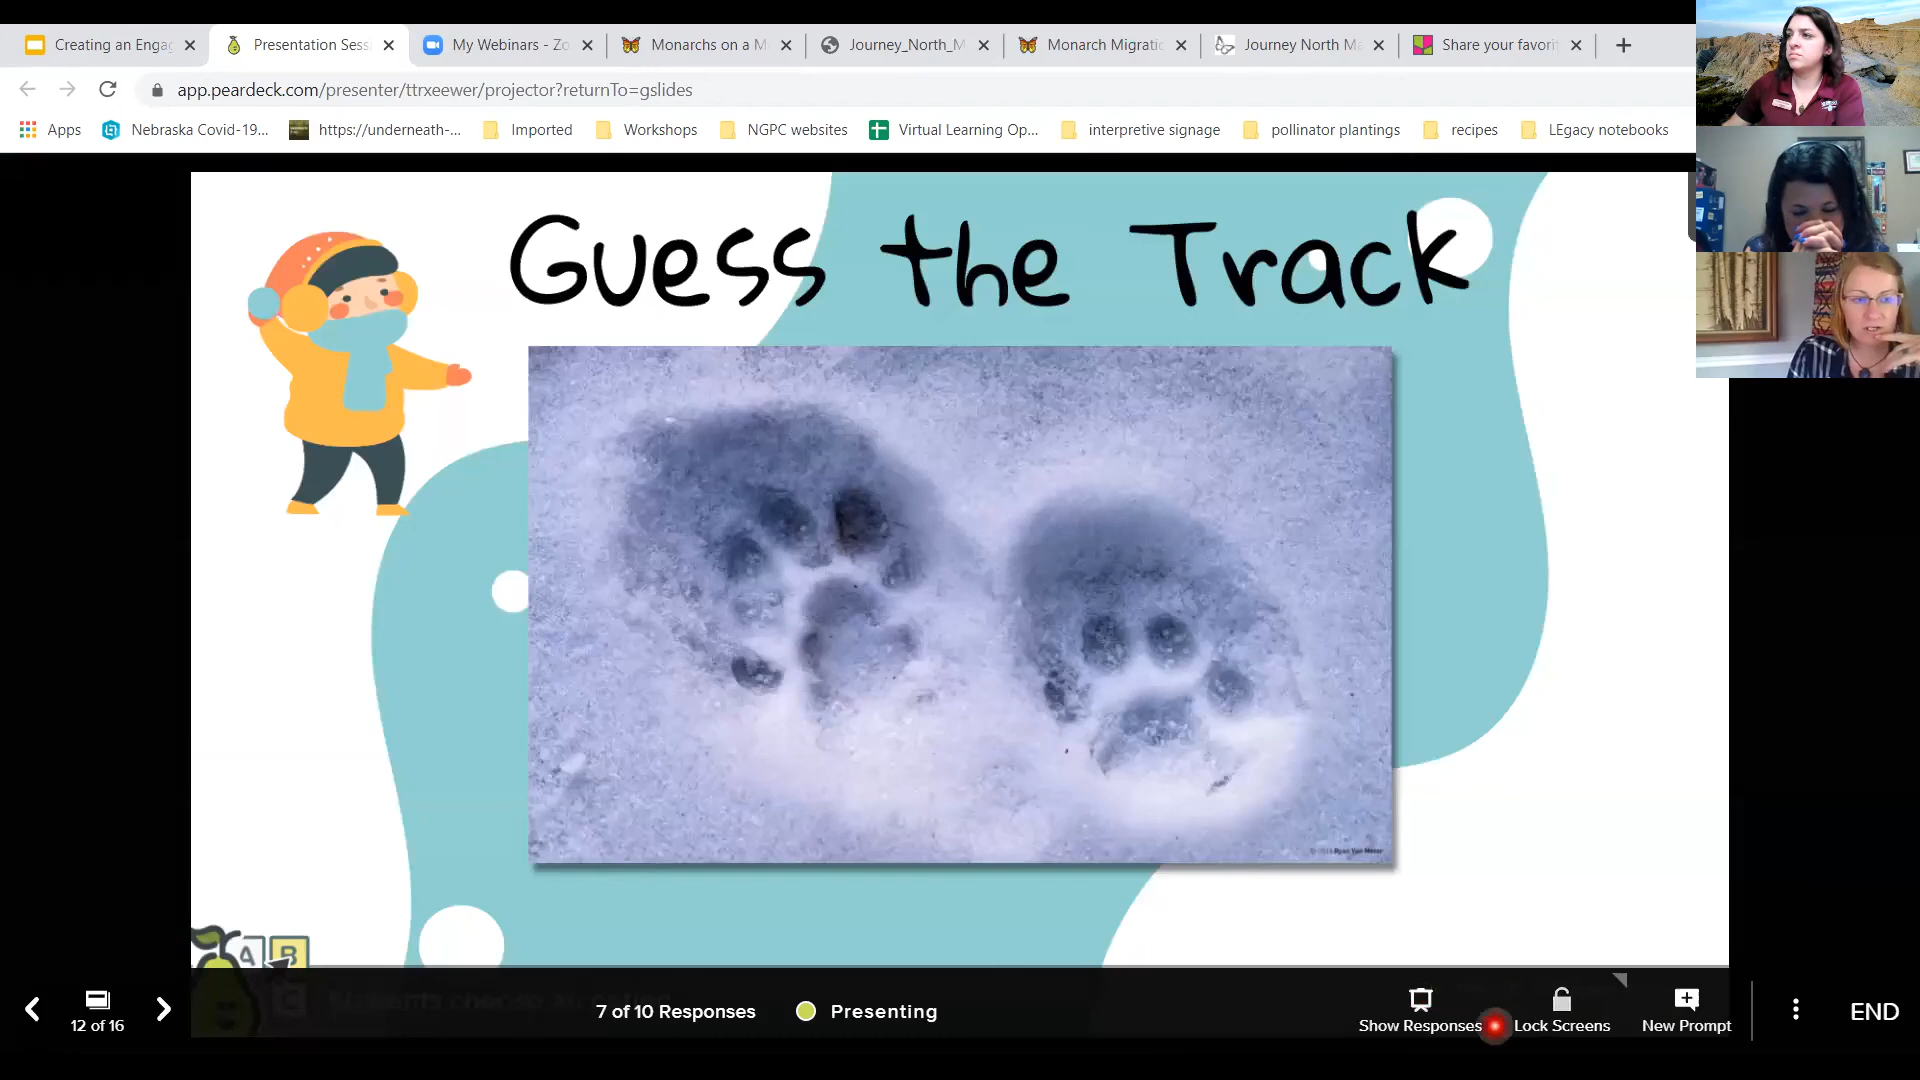 Creating an Enga
Presentation Sess
My Webinars - Zo
Monarchs on a M
Journey_North_M
Monarch Migratio
Journey North Ma
Share your favorit
app.peardeck.com/presenter/ttrxeewer/projector?returnTo=gslides
Apps
Nebraska Covid-19...
https://underneath-...
Imported
Workshops
NGPC websites
Virtual Learning Op...
interpretive signage
pollinator plantings
recipes
LEgacy notebooks
Guess the Track
A B
12 of 16
7 of 10 Responses
Presenting
Show Responses
Lock Screens
New Prompt
END